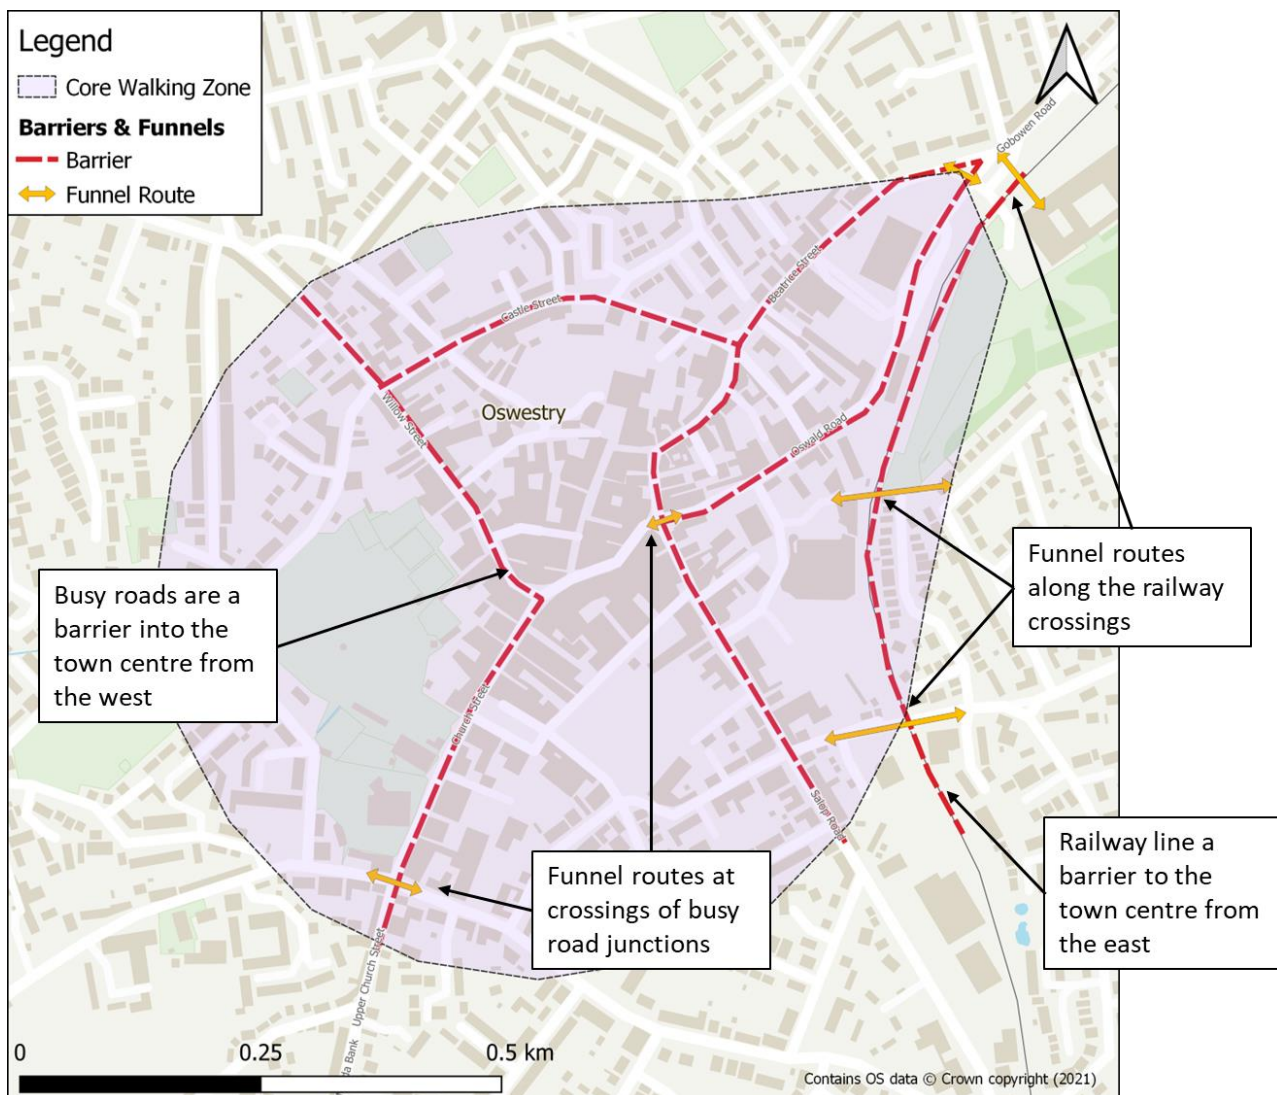 Legend
Core Walking Zone
Barriers & Funnels
Barrier
Funnel Route
Gobowen Road
Beatrice Street
Castle Street
Willow Street
Oswestry
Oswald Road
Busy roads are a
barrier into the
town centre from
the west
Funnel routes
along the railway
crossings
Church Street
Salop Road
Funnel routes at
crossings of busy
road junctions
Railway line a
barrier to the
town centre from
the east
Upper Church Street
da Bank
0 0.25 0.5 km
Contains OS data © Crown copyright (2021)